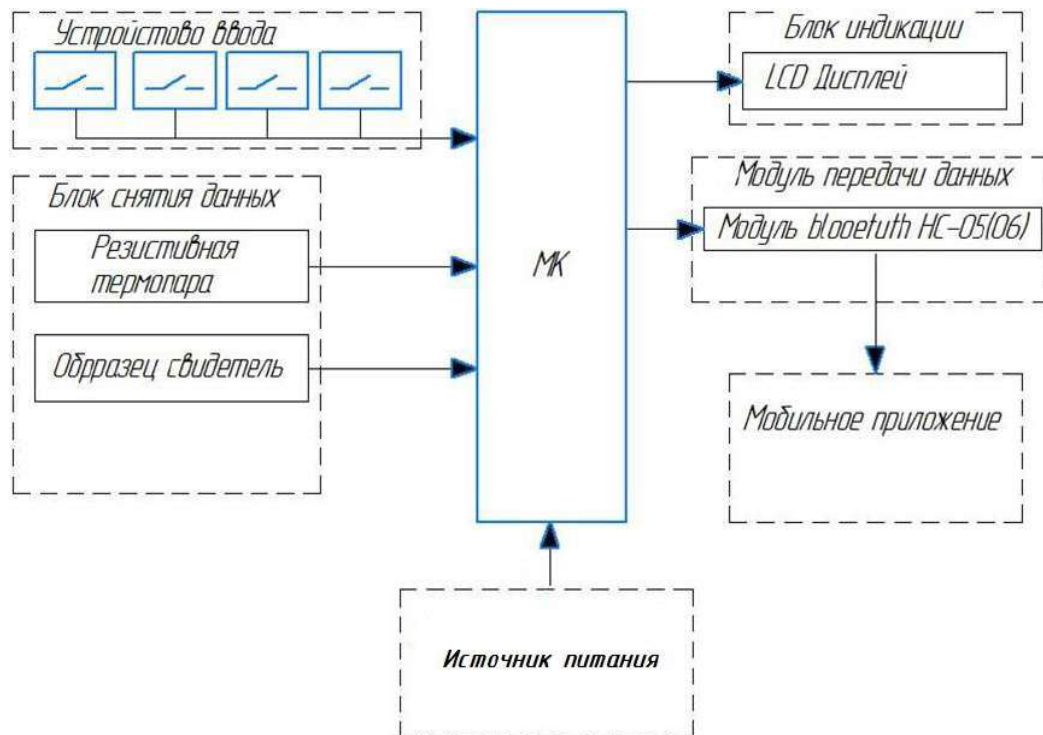 Устройстово ввода
Блок снятия данных
Резистивная
термопара
Обрразец свидетель
МК
Блок индикации
LCD Дисплей
Модуль передачи данных
Модуль blooetuth HC-05(06)
Мобильное приложение
Источник питания